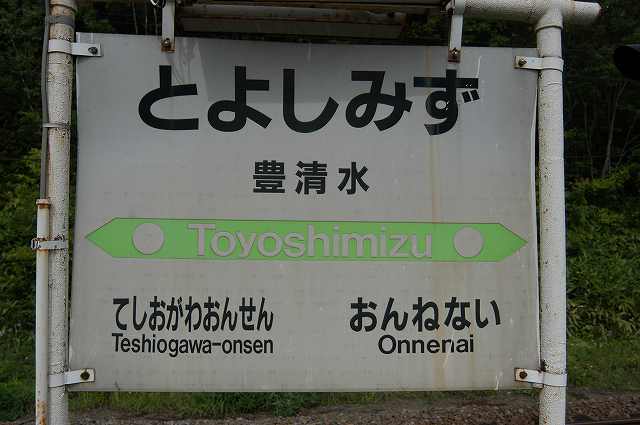 とよしみず
豊清水
Toyoshimizu
てしおがわおんせん
Teshiogawa-onsen
おんねない
Onnenai